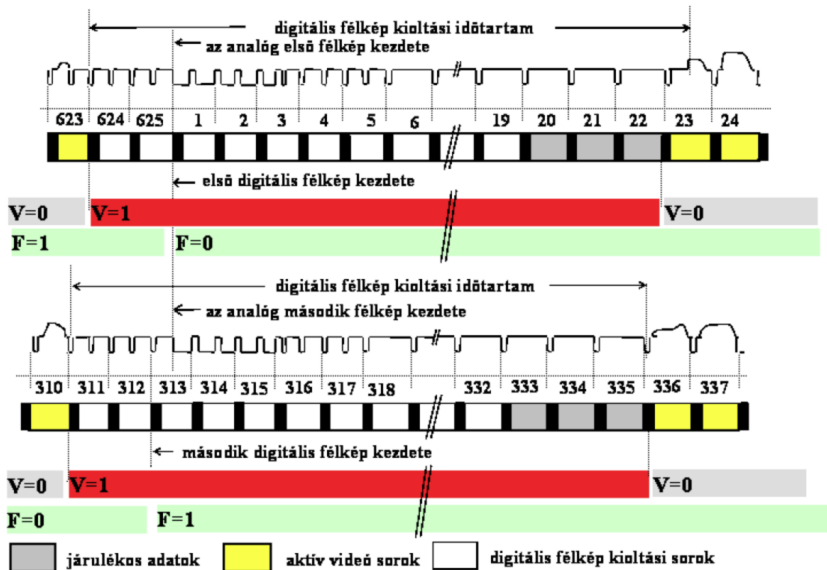 digitális félkép kioltási időtartam
az analóg első félkép kezdete
623 624 625 1 2 3 4 5 6 19 20 21 22 23 24
első digitális félkép kezdete
V=0 V=1 V=0
F=1 F=0
digitális félkép kioltási időtartam
az analóg második félkép kezdete
310 311 312 313 314 315 316 317 318 332 333 334 335 336 337
második digitális félkép kezdete
V=0 V=1 V=0
F=0 F=1
járulékos adatok aktív videó sorok digitális félkép kioltási sorok